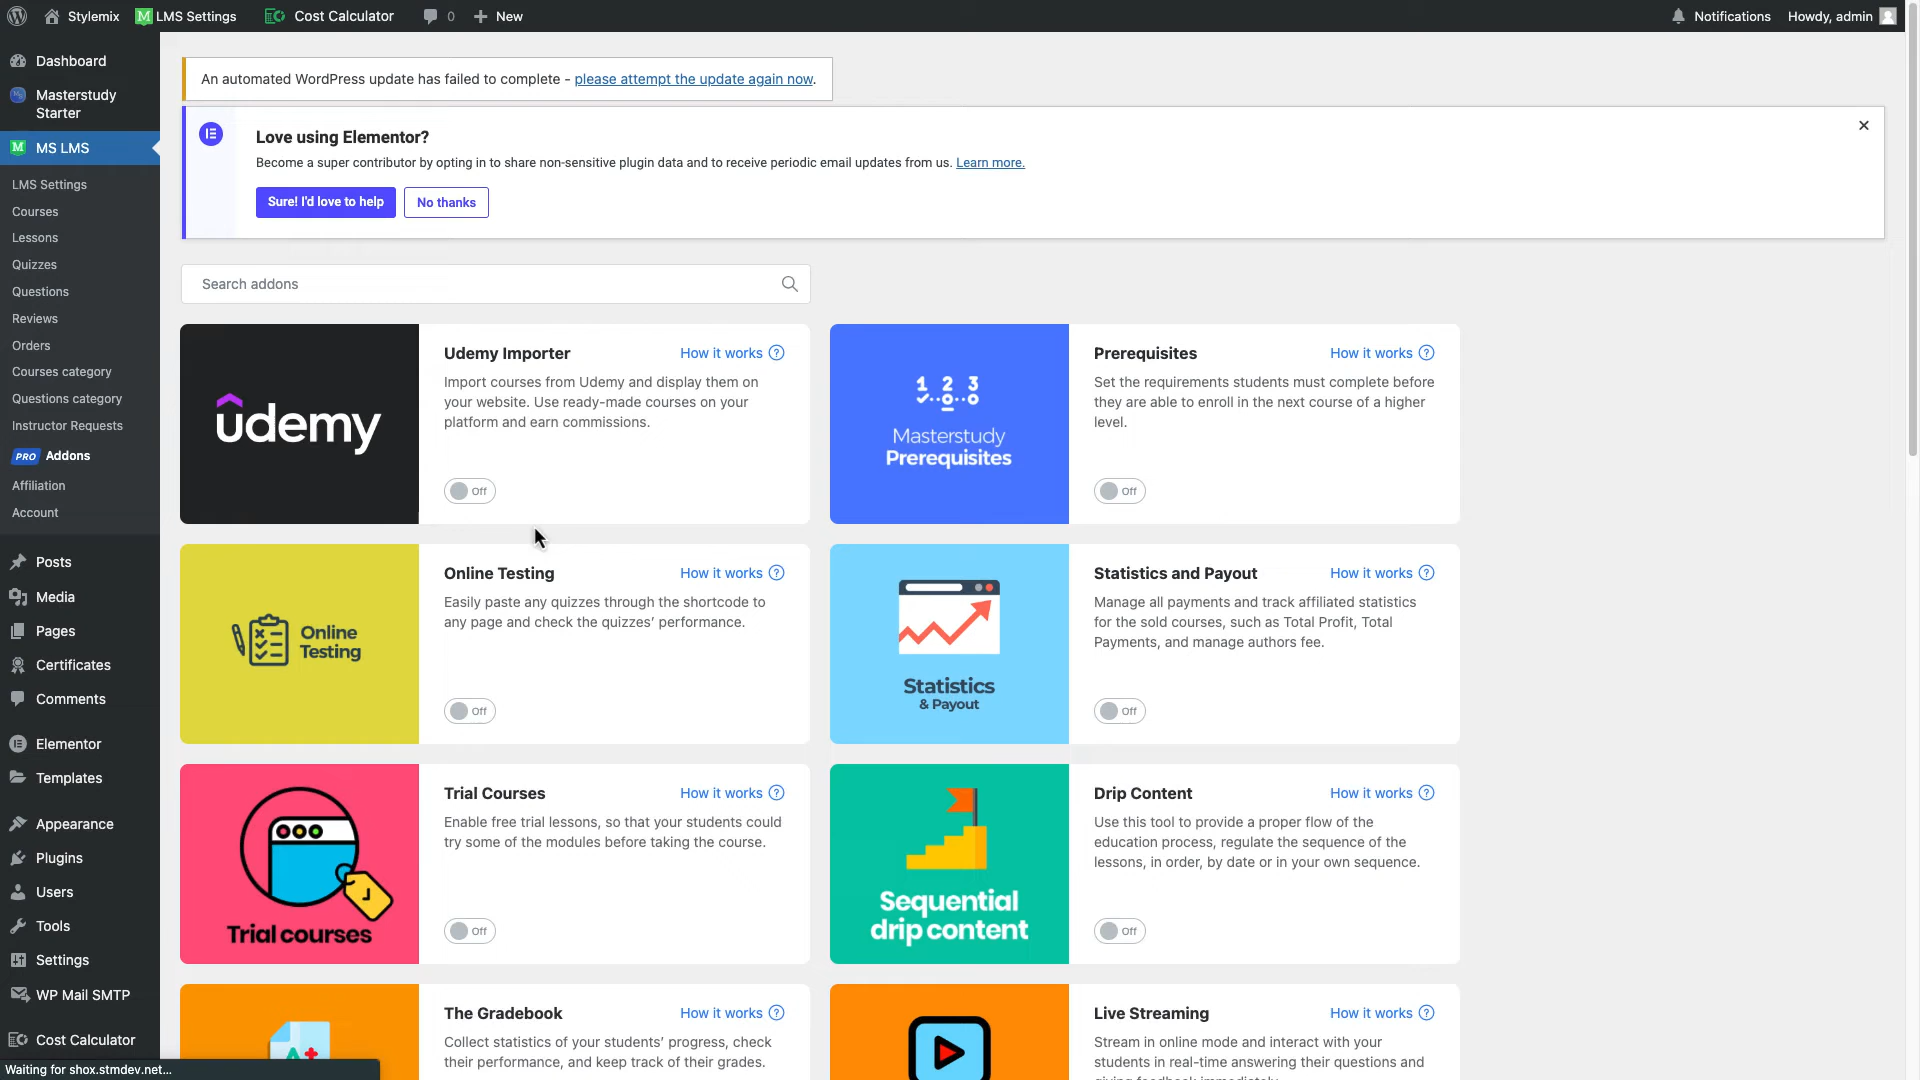 Stylemix
LMS Settings
Cost Calculator
0
New
Notifications
Howdy, admin
Dashboard
Masterstudy
Starter
MS LMS
LMS Settings
Courses
Lessons
Quizzes
Questions
Reviews
Orders
Courses category
Questions category
Instructor Requests
PRO Addons
Affiliation
Account
Posts
Media
Pages
Certificates
Comments
Elementor
Templates
Appearance
Plugins
Users
Tools
Settings
WP Mail SMTP
Cost Calculator
Waiting for shox.stmdev.net...
An automated WordPress update has failed to complete - please attempt the update again now.
Love using Elementor?
Become a super contributor by opting in to share non-sensitive plugin data and to receive periodic email updates from us. Learn more.
Sure! I'd love to help
No thanks
Search addons
udemy
Udemy Importer
How it works
Import courses from Udemy and display them on
your website. Use ready-made courses on your
platform and earn commissions.
Off
1 2 3
Masterstudy
Prerequisites
Prerequisites
How it works
Set the requirements students must complete before
they are able to enroll in the next course of a higher
level.
Off
Online
Testing
Online Testing
How it works
Easily paste any quizzes through the shortcode to
any page and check the quizzes' performance.
Off
Statistics
& Payout
Statistics and Payout
How it works
Manage all payments and track affiliated statistics
for the sold courses, such as Total Profit, Total
Payments, and manage authors fee.
Off
Trial courses
Trial Courses
How it works
Enable free trial lessons, so that your students could
try some of the modules before taking the course.
Off
Sequential
drip content
Drip Content
How it works
Use this tool to provide a proper flow of the
education process, regulate the sequence of the
lessons, in order, by date or in your own sequence.
Off
A+
The Gradebook
How it works
Collect statistics of your students' progress, check
their performance, and keep track of their grades.
Live Streaming
How it works
Stream in online mode and interact with your
students in real-time answering their questions and